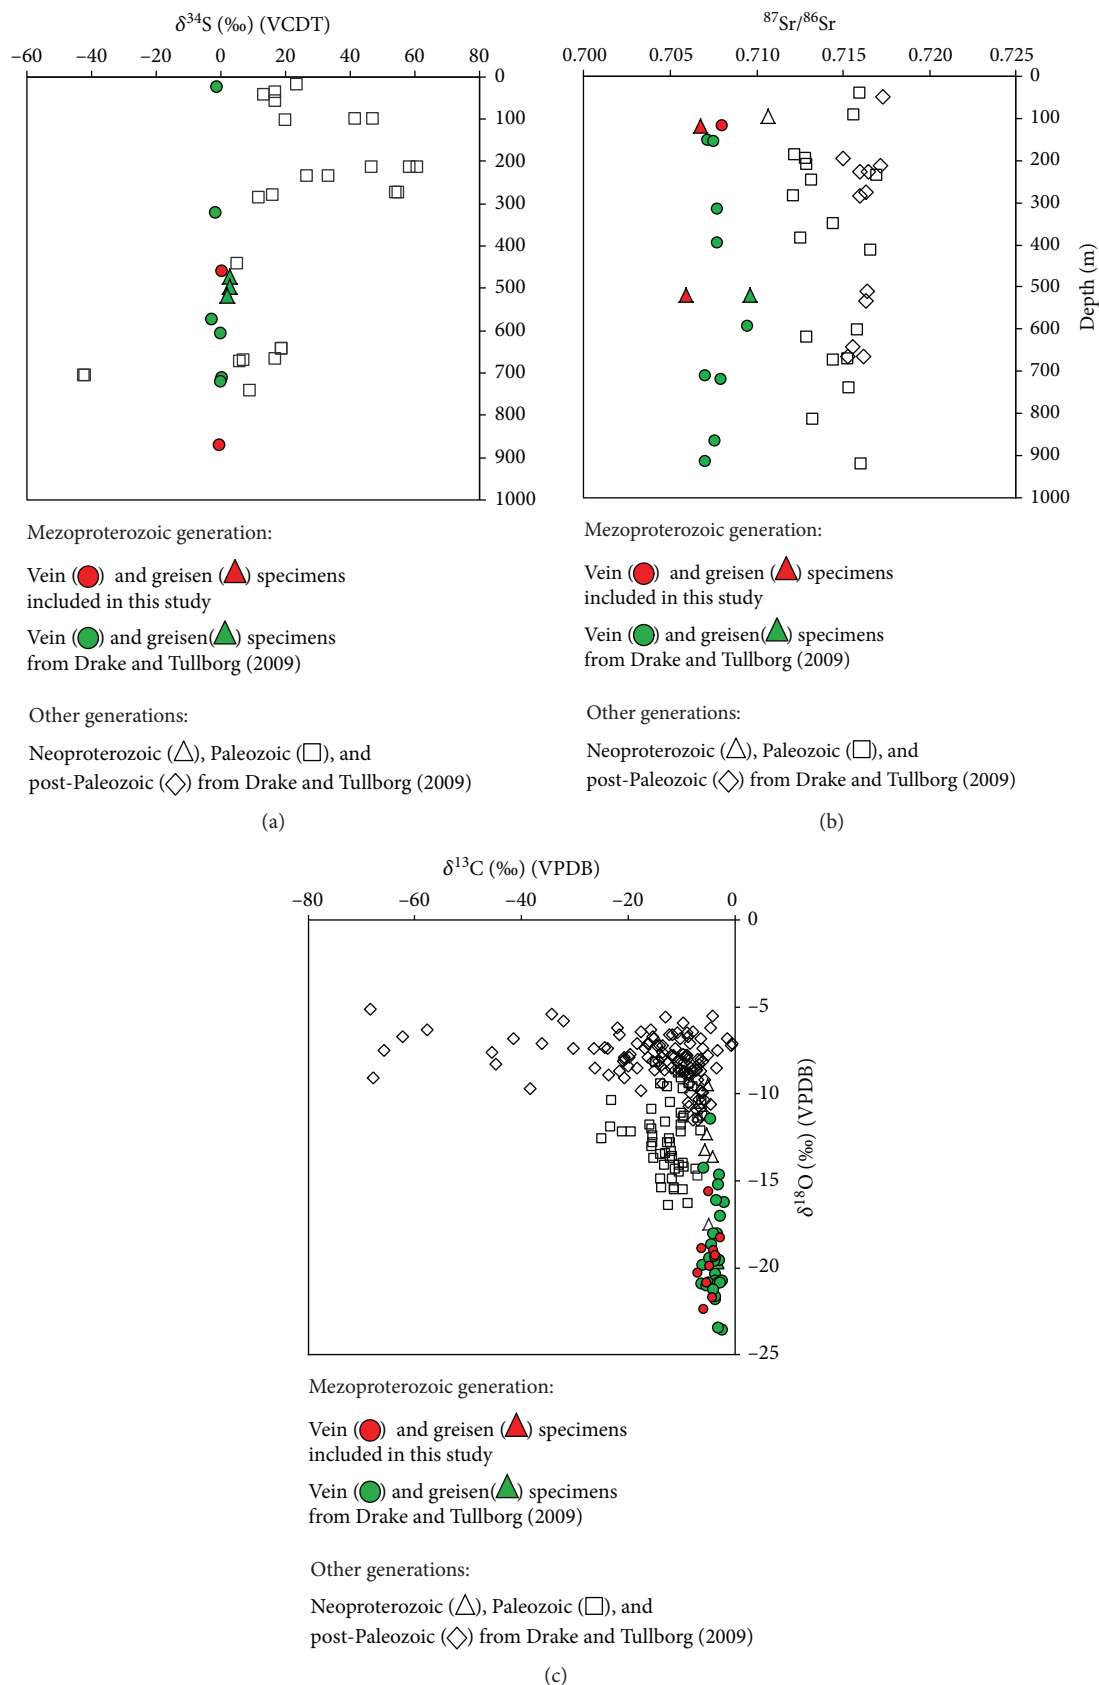 δ³⁴S (‰) (VCDT)
−60 −40 −20 0 20 40 60 80
0
100
200
300
400
500
600
700
800
900
1000
Mezoproterozoic generation:
Vein (●) and greisen (▲) specimens
included in this study
Vein (●) and greisen(▲) specimens
from Drake and Tullborg (2009)
Other generations:
Neoproterozoic (△), Paleozoic (□), and
post-Paleozoic (◇) from Drake and Tullborg (2009)
(a)
⁸⁷Sr/⁸⁶Sr
0.700 0.705 0.710 0.715 0.720 0.725
0
100
200
300
400
500
600
700
800
900
1000
Depth (m)
Mezoproterozoic generation:
Vein (●) and greisen (▲) specimens
included in this study
Vein (●) and greisen(▲) specimens
from Drake and Tullborg (2009)
Other generations:
Neoproterozoic (△), Paleozoic (□), and
post-Paleozoic (◇) from Drake and Tullborg (2009)
(b)
δ¹³C (‰) (VPDB)
−80 −60 −40 −20 0
0
−5
−10
−15
−20
−25
δ¹⁸O (‰) (VPDB)
Mezoproterozoic generation:
Vein (●) and greisen (▲) specimens
included in this study
Vein (●) and greisen(▲) specimens
from Drake and Tullborg (2009)
Other generations:
Neoproterozoic (△), Paleozoic (□), and
post-Paleozoic (◇) from Drake and Tullborg (2009)
(c)